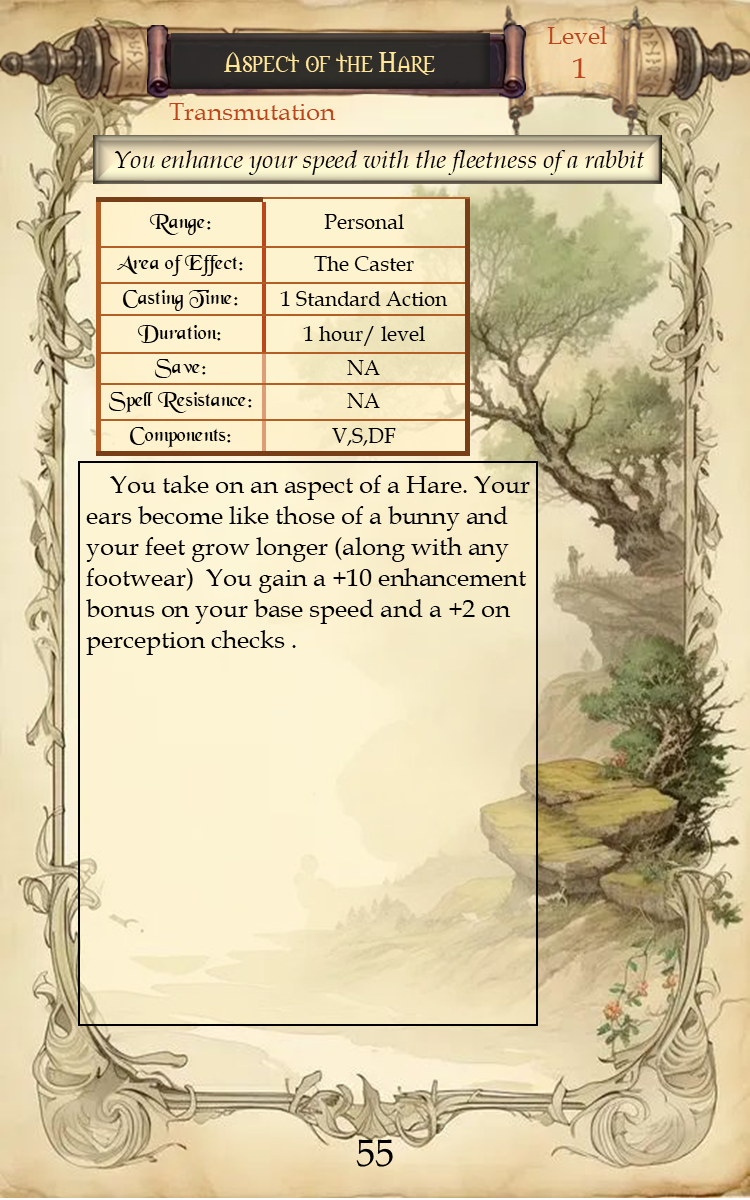 Aspect of the Hare
Level
1
Transmutation
You enhance your speed with the fleetness of a rabbit
Range: Personal
Area of Effect: The Caster
Casting Time: 1 Standard Action
Duration: 1 hour/ level
Save: NA
Spell Resistance: NA
Components: V,S,DF
You take on an aspect of a Hare. Your
ears become like those of a bunny and
your feet grow longer (along with any
footwear)  You gain a +10 enhancement
bonus on your base speed and a +2 on
perception checks .
55